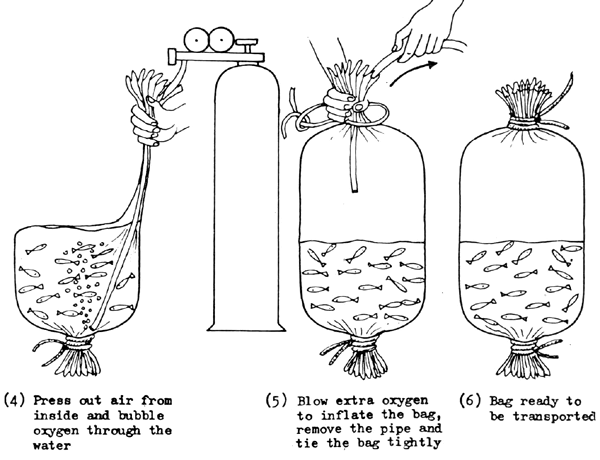 (4) Press out air from
inside and bubble
oxygen through the
water
(5) Blow extra oxygen
to inflate the bag,
remove the pipe and
tie the bag tightly
(6) Bag ready to
be transported